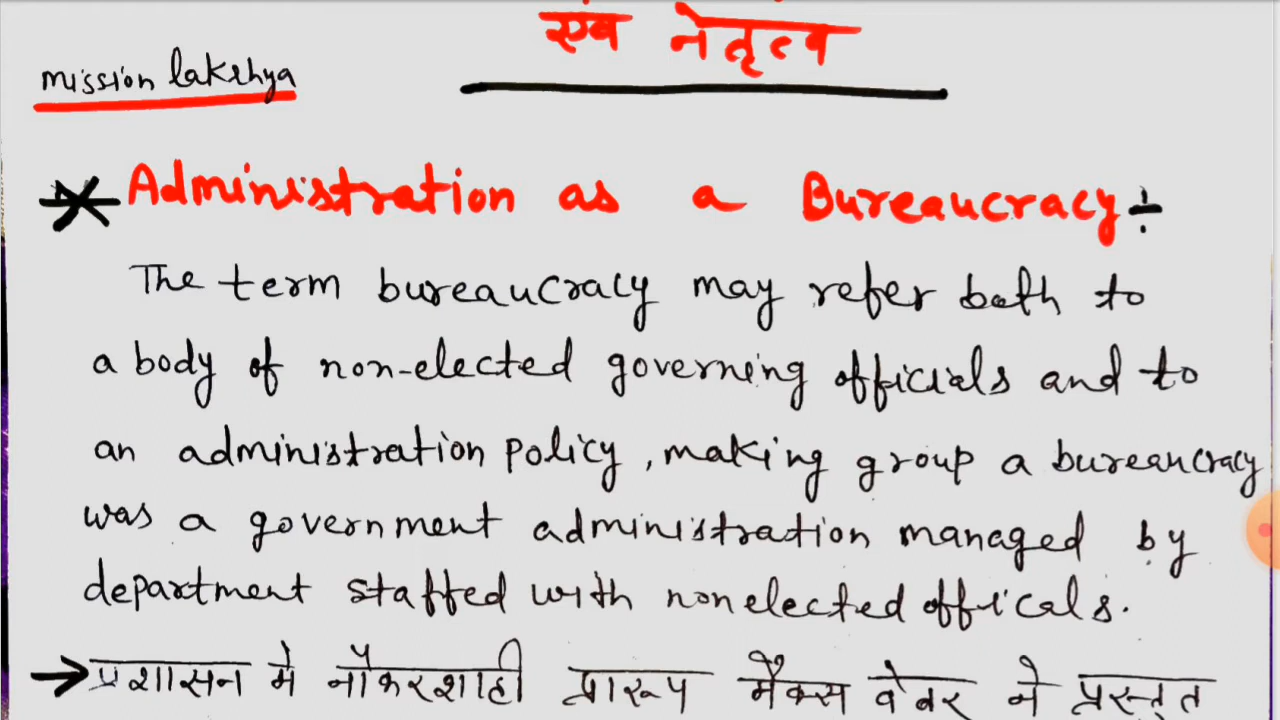 एवं नेतृत्व
mission lakshya
Administration as a Bureaucracy÷
The term bureaucracy may refer both to
a body of non-elected governing officials and to
an administration policy, making group a bureaucracy
was a government administration managed by
department staffed with nonelected officals.
→ प्रशासन मे नौकरशाही प्रारूप मैक्स वेबर ने प्रस्तुत